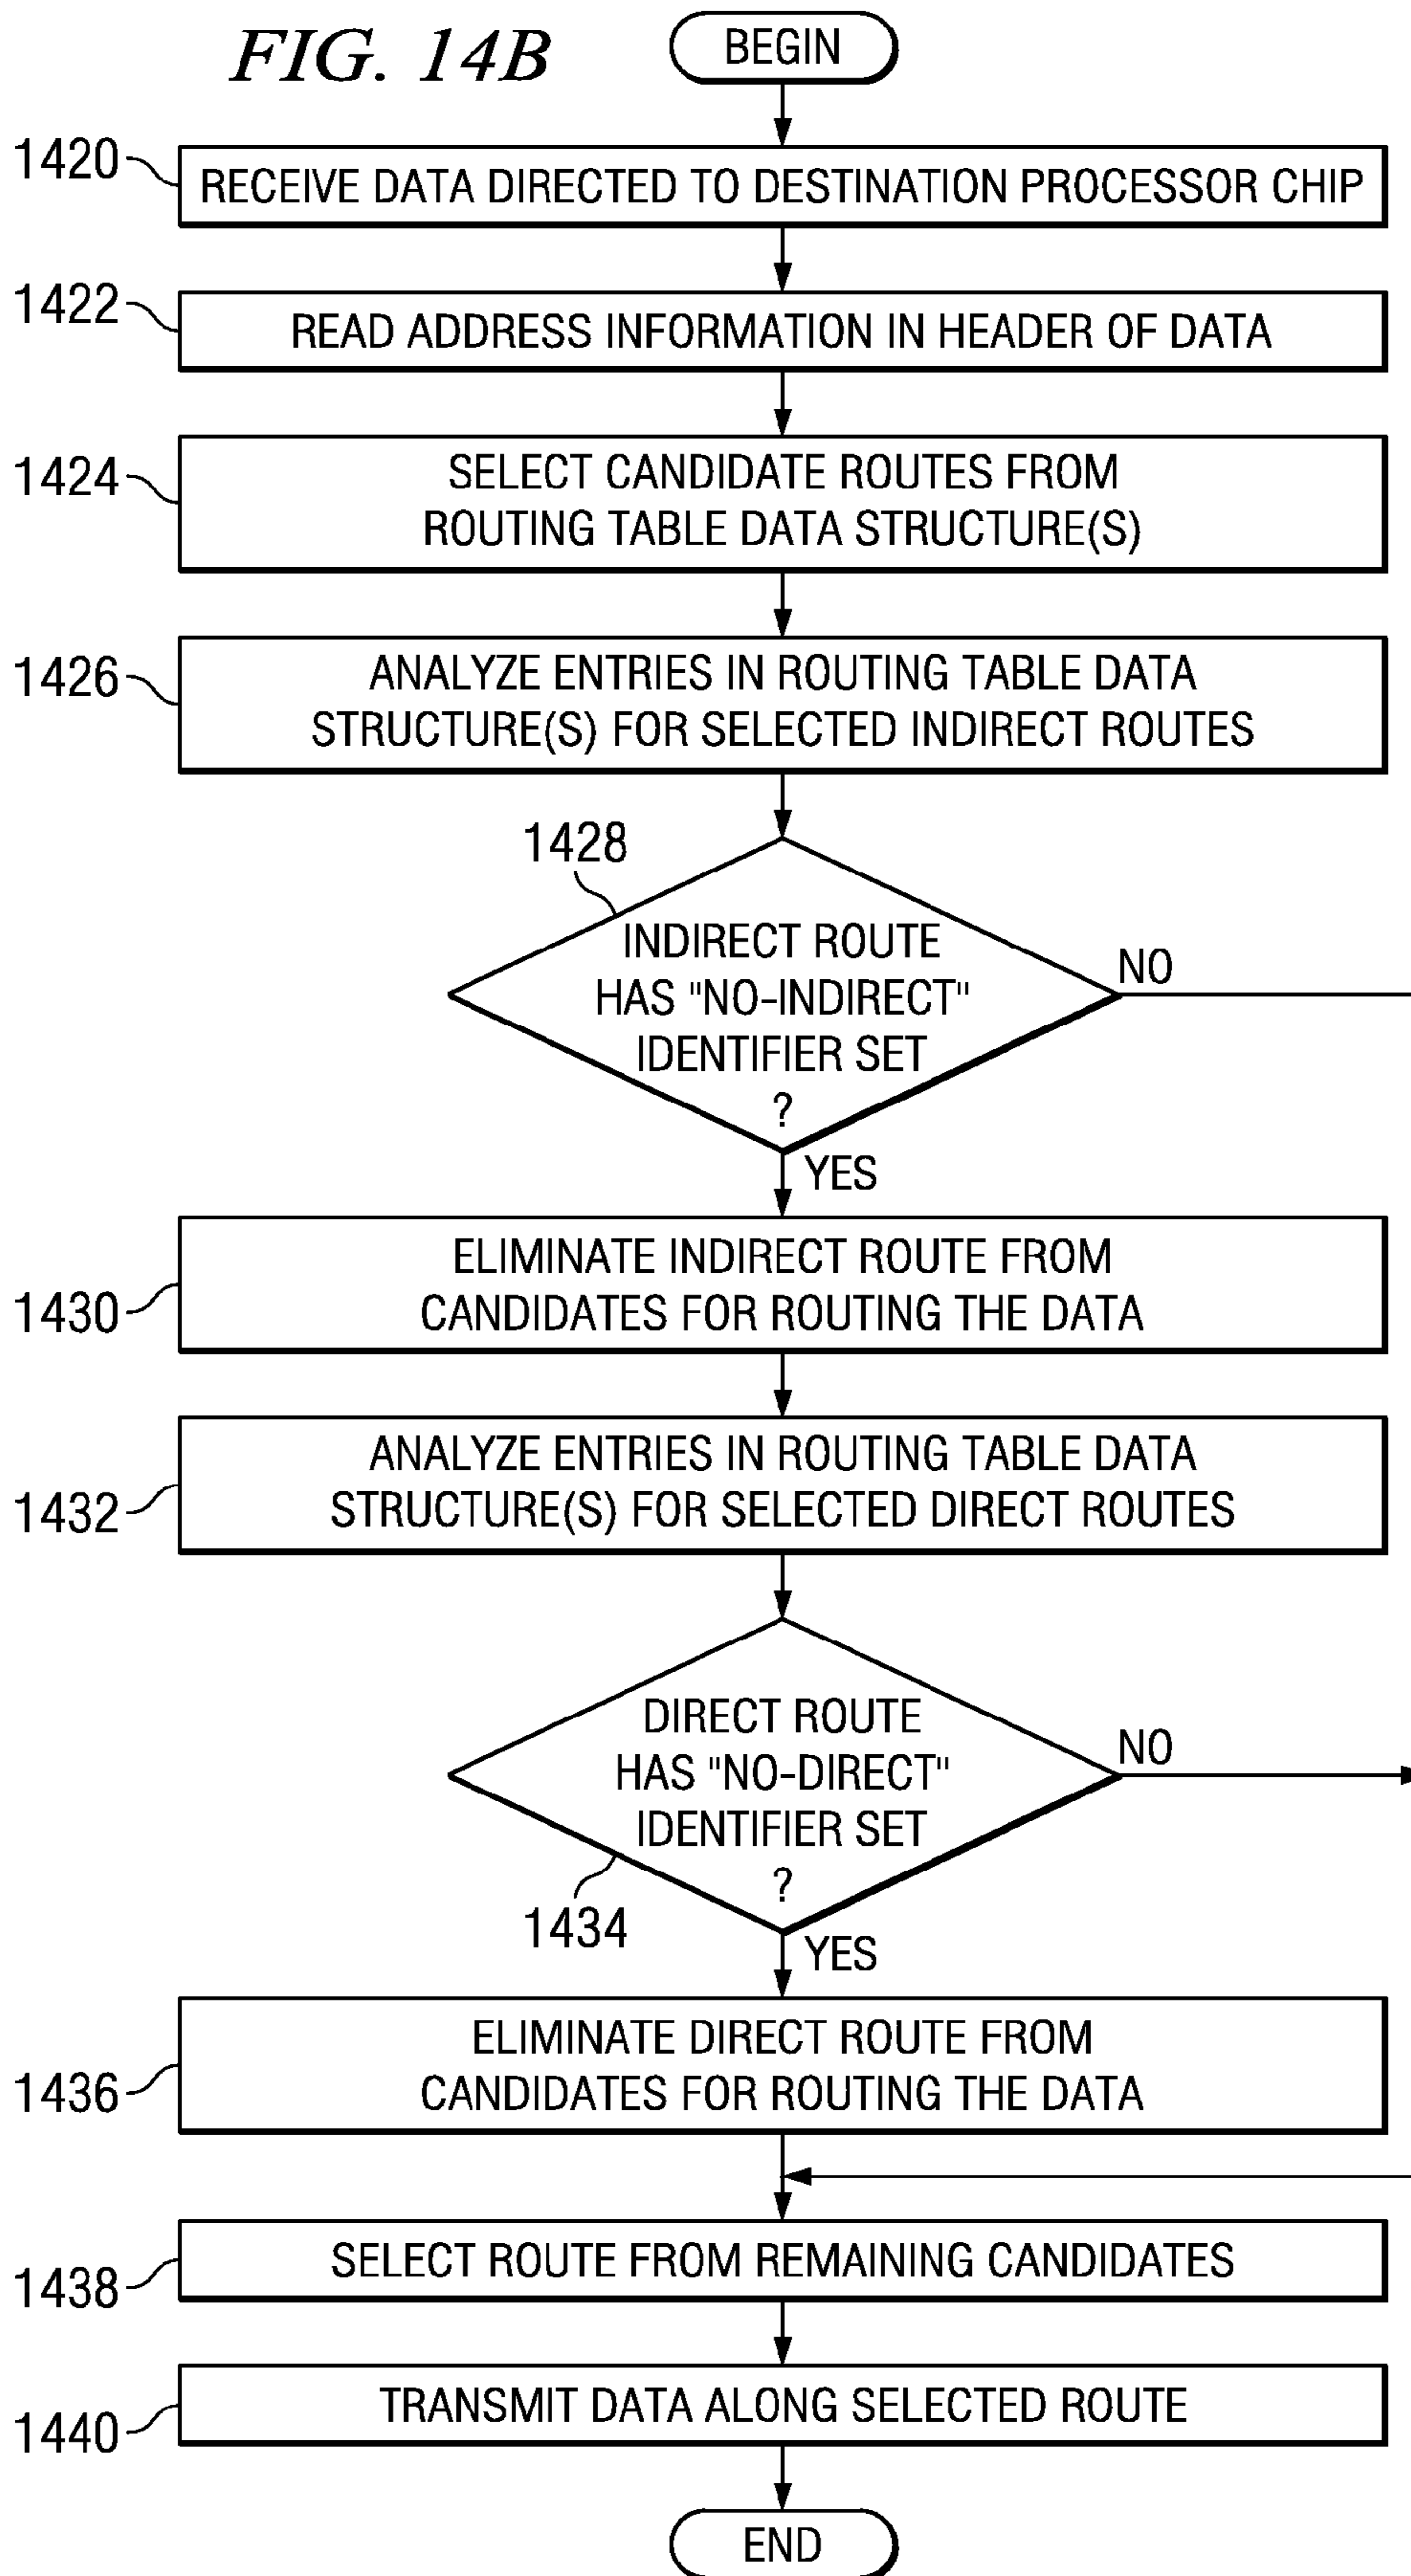 FIG. 14B
BEGIN
1420
RECEIVE DATA DIRECTED TO DESTINATION PROCESSOR CHIP
1422
READ ADDRESS INFORMATION IN HEADER OF DATA
1424
SELECT CANDIDATE ROUTES FROM
ROUTING TABLE DATA STRUCTURE(S)
1426
ANALYZE ENTRIES IN ROUTING TABLE DATA
STRUCTURE(S) FOR SELECTED INDIRECT ROUTES
1428
INDIRECT ROUTE
HAS "NO-INDIRECT"
IDENTIFIER SET
?
NO
YES
1430
ELIMINATE INDIRECT ROUTE FROM
CANDIDATES FOR ROUTING THE DATA
1432
ANALYZE ENTRIES IN ROUTING TABLE DATA
STRUCTURE(S) FOR SELECTED DIRECT ROUTES
DIRECT ROUTE
HAS "NO-DIRECT"
IDENTIFIER SET
?
NO
1434
YES
1436
ELIMINATE DIRECT ROUTE FROM
CANDIDATES FOR ROUTING THE DATA
1438
SELECT ROUTE FROM REMAINING CANDIDATES
1440
TRANSMIT DATA ALONG SELECTED ROUTE
END